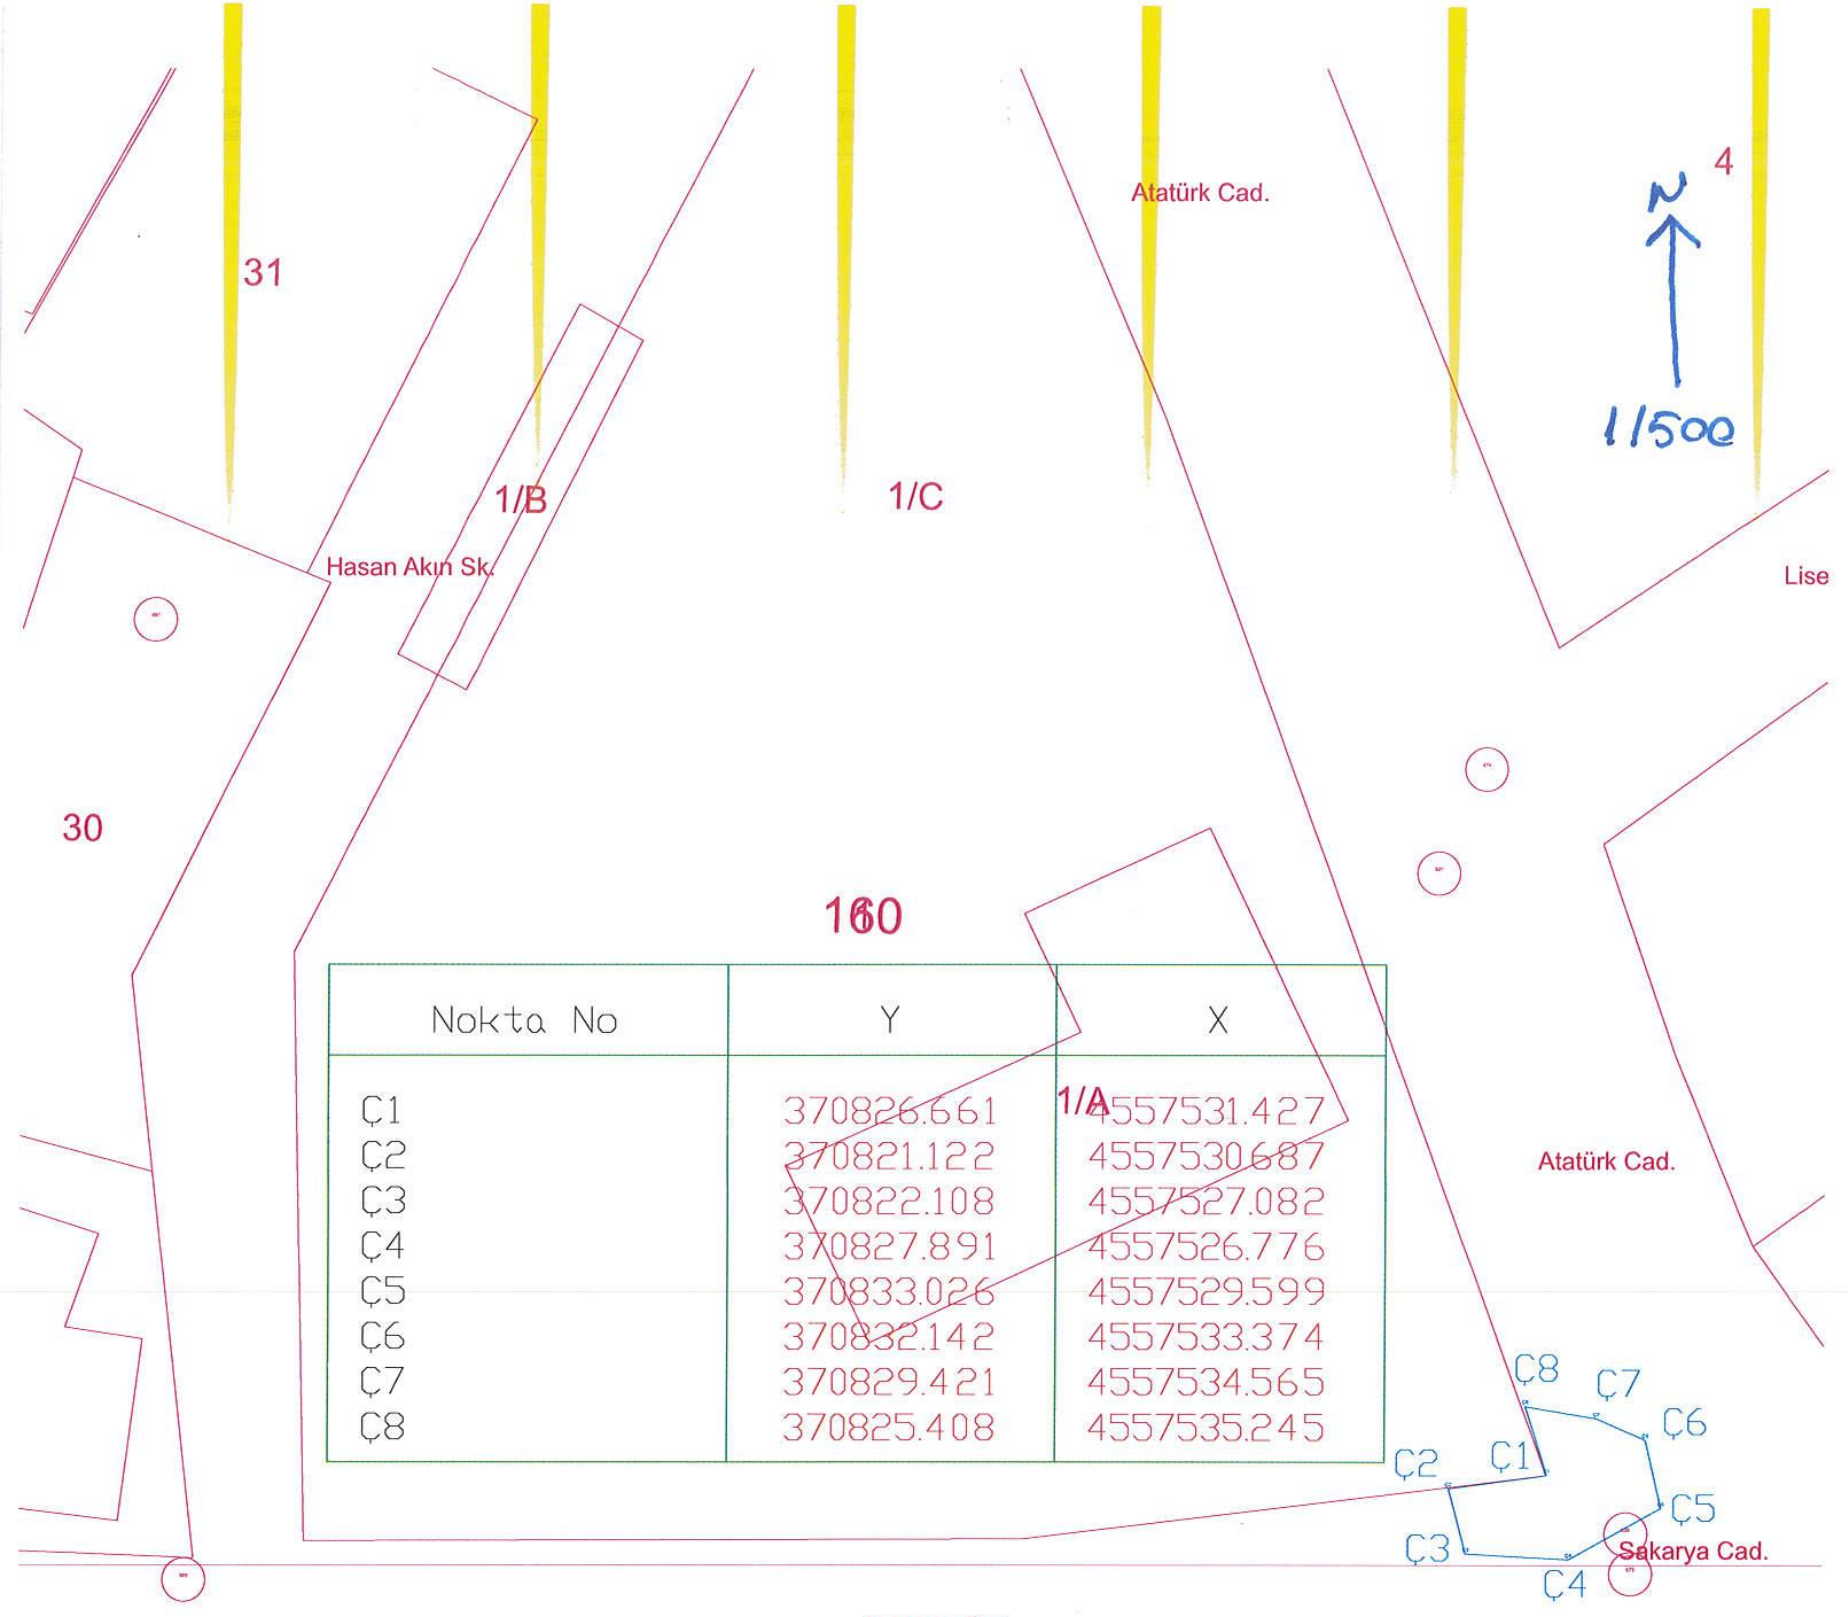 4
Atatürk Cad.
N
31
1/500
1/B
1/C
Hasan Akın Sk.
Lise
30
160
Nokta No Y X
1/A
Ç1 370826.661 4557531.427
Ç2 370821.122 4557530.687
Ç3 370822.108 4557527.082
Ç4 370827.891 4557526.776
Ç5 370833.026 4557529.599
Ç6 370832.142 4557533.374
Ç7 370829.421 4557534.565
Ç8 370825.408 4557535.245
Atatürk Cad.
Ç8
Ç7
Ç6
Ç1
Ç2
Ç5
Ç3
Sakarya Cad.
Ç4